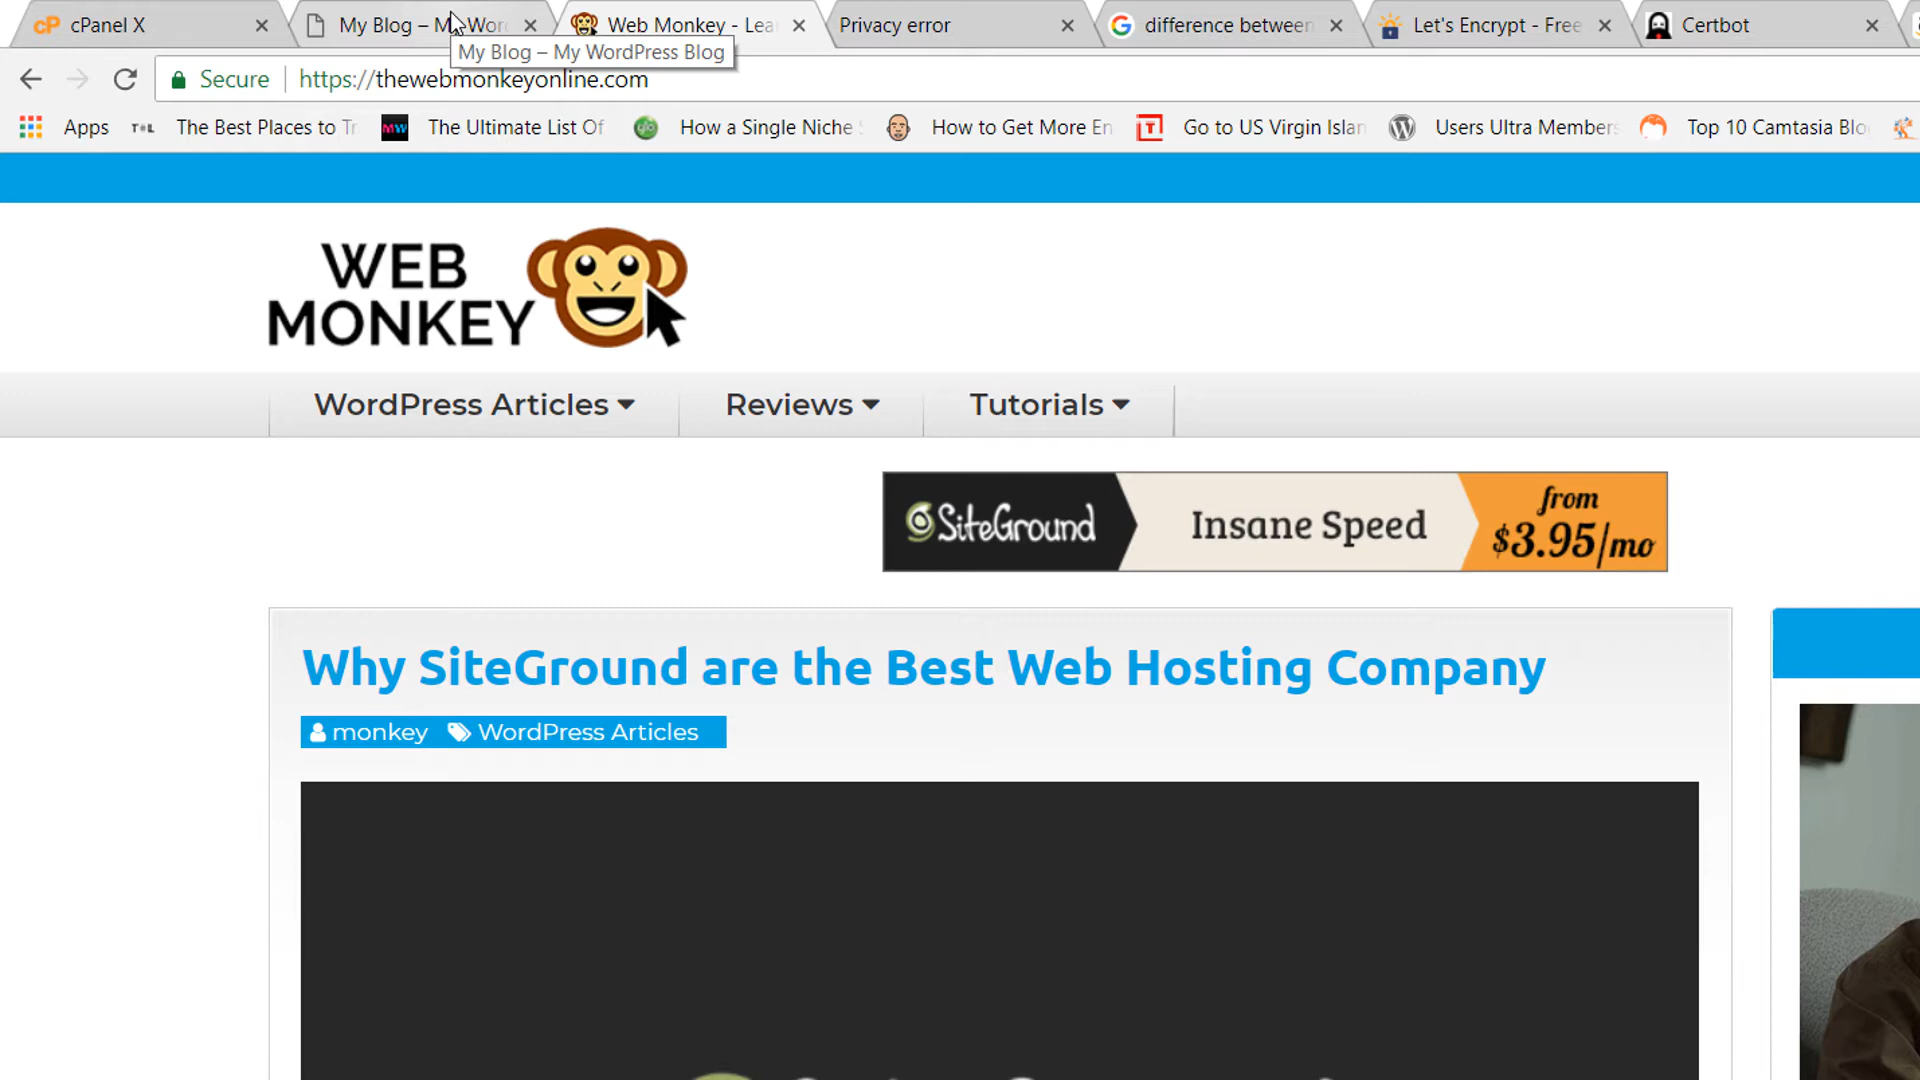 cPanel X
My Blog – My Wor
Web Monkey - Lea
Privacy error
difference between
Let's Encrypt - Free
Certbot
My Blog – My WordPress Blog
Secure https://thewebmonkeyonline.com
Apps
T+L The Best Places to Tr
MW The Ultimate List Of
glo How a Single Niche
How to Get More En
T Go to US Virgin Islan
Users Ultra Members
Top 10 Camtasia Blo
WEB
MONKEY
WordPress Articles
Reviews
Tutorials
SiteGround
Insane Speed
from
$3.95/mo
Why SiteGround are the Best Web Hosting Company
monkey WordPress Articles